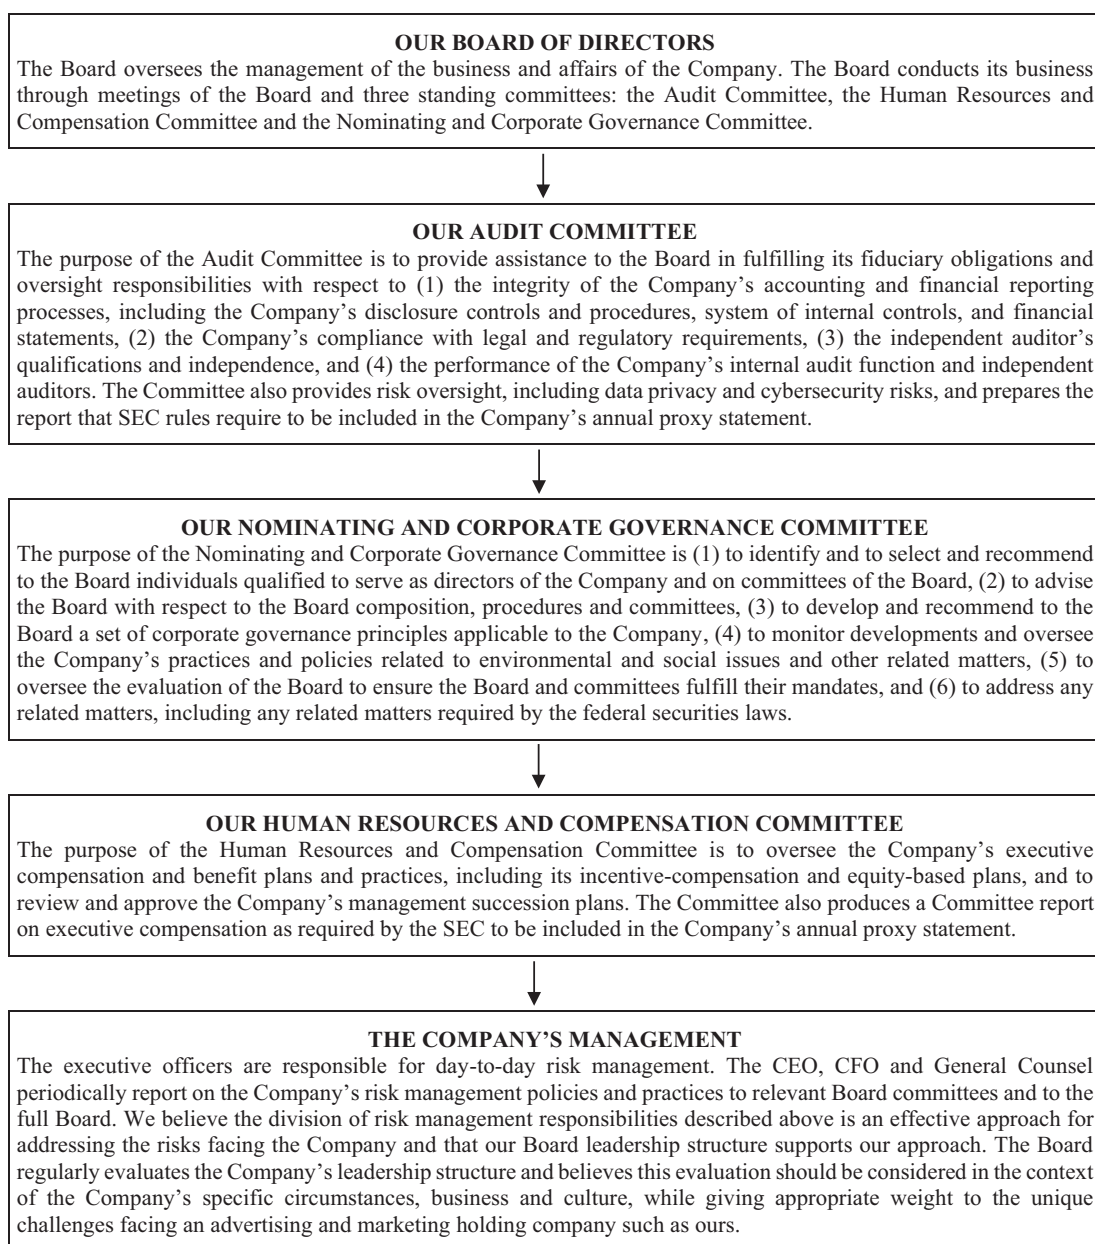 OUR BOARD OF DIRECTORS
The Board oversees the management of the business and affairs of the Company. The Board conducts its business
through meetings of the Board and three standing committees: the Audit Committee, the Human Resources and
Compensation Committee and the Nominating and Corporate Governance Committee.
OUR AUDIT COMMITTEE
The purpose of the Audit Committee is to provide assistance to the Board in fulfilling its fiduciary obligations and
oversight responsibilities with respect to (1) the integrity of the Company’s accounting and financial reporting
processes, including the Company’s disclosure controls and procedures, system of internal controls, and financial
statements, (2) the Company’s compliance with legal and regulatory requirements, (3) the independent auditor’s
qualifications and independence, and (4) the performance of the Company’s internal audit function and independent
auditors. The Committee also provides risk oversight, including data privacy and cybersecurity risks, and prepares the
report that SEC rules require to be included in the Company’s annual proxy statement.
OUR NOMINATING AND CORPORATE GOVERNANCE COMMITTEE
The purpose of the Nominating and Corporate Governance Committee is (1) to identify and to select and recommend
to the Board individuals qualified to serve as directors of the Company and on committees of the Board, (2) to advise
the Board with respect to the Board composition, procedures and committees, (3) to develop and recommend to the
Board a set of corporate governance principles applicable to the Company, (4) to monitor developments and oversee
the Company’s practices and policies related to environmental and social issues and other related matters, (5) to
oversee the evaluation of the Board to ensure the Board and committees fulfill their mandates, and (6) to address any
related matters, including any related matters required by the federal securities laws.
OUR HUMAN RESOURCES AND COMPENSATION COMMITTEE
The purpose of the Human Resources and Compensation Committee is to oversee the Company’s executive
compensation and benefit plans and practices, including its incentive-compensation and equity-based plans, and to
review and approve the Company’s management succession plans. The Committee also produces a Committee report
on executive compensation as required by the SEC to be included in the Company’s annual proxy statement.
THE COMPANY’S MANAGEMENT
The executive officers are responsible for day-to-day risk management. The CEO, CFO and General Counsel
periodically report on the Company’s risk management policies and practices to relevant Board committees and to the
full Board. We believe the division of risk management responsibilities described above is an effective approach for
addressing the risks facing the Company and that our Board leadership structure supports our approach. The Board
regularly evaluates the Company’s leadership structure and believes this evaluation should be considered in the context
of the Company’s specific circumstances, business and culture, while giving appropriate weight to the unique
challenges facing an advertising and marketing holding company such as ours.